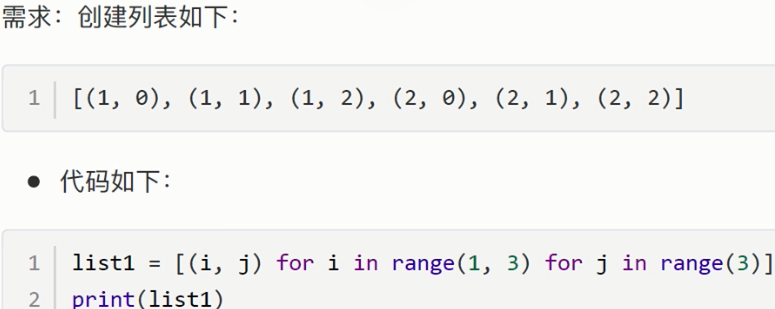 需求：创建列表如下：
1 [(1, 0), (1, 1), (1, 2), (2, 0), (2, 1), (2, 2)]
● 代码如下：
1 list1 = [(i, j) for i in range(1, 3) for j in range(3)]
2 print(list1)